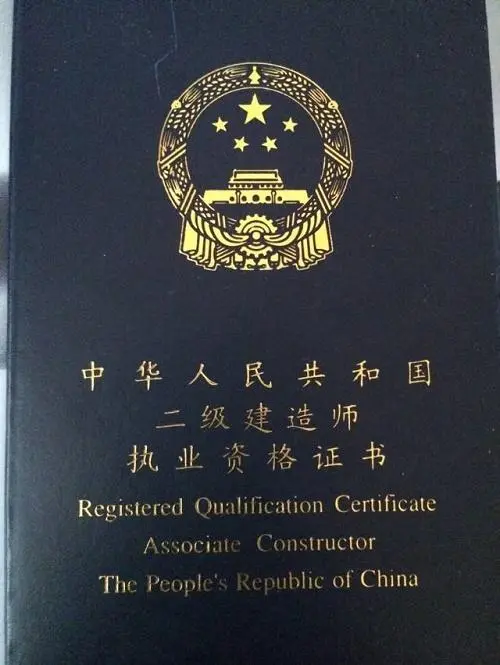 中华人民共和国
二级建造师
执业资格证书
Registered Qualification Certificate
Associate Constructor
The People's Republic of China